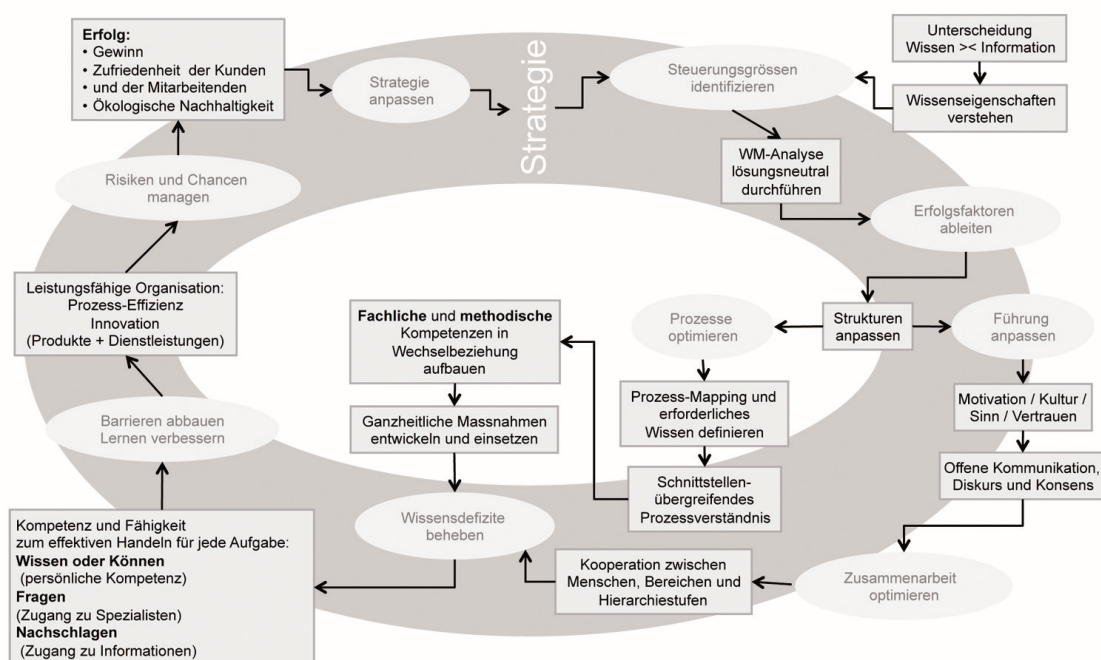 Erfolg:
• Gewinn
• Zufriedenheit der Kunden
• und der Mitarbeitenden
• Ökologische Nachhaltigkeit
Strategie
anpassen
Strategie
Steuerungsgrössen
identifizieren
Unterscheidung
Wissen >< Information
Wissenseigenschaften
verstehen
WM-Analyse
lösungsneutral
durchführen
Erfolgsfaktoren
ableiten
Strukturen
anpassen
Führung
anpassen
Motivation / Kultur /
Sinn / Vertrauen
Offene Kommunikation,
Diskurs und Konsens
Zusammenarbeit
optimieren
Kooperation zwischen
Menschen, Bereichen und
Hierarchiestufen
Prozesse
optimieren
Prozess-Mapping und
erforderliches
Wissen definieren
Schnittstellen-
übergreifendes
Prozessverständnis
Fachliche und methodische
Kompetenzen in
Wechselbeziehung
aufbauen
Ganzheitliche Massnahmen
entwickeln und einsetzen
Wissensdefizite
beheben
Kompetenz und Fähigkeit
zum effektiven Handeln für jede Aufgabe:
Wissen oder Können
(persönliche Kompetenz)
Fragen
(Zugang zu Spezialisten)
Nachschlagen
(Zugang zu Informationen)
Barrieren abbauen
Lernen verbessern
Leistungsfähige Organisation:
Prozess-Effizienz
Innovation
(Produkte + Dienstleistungen)
Risiken und Chancen
managen